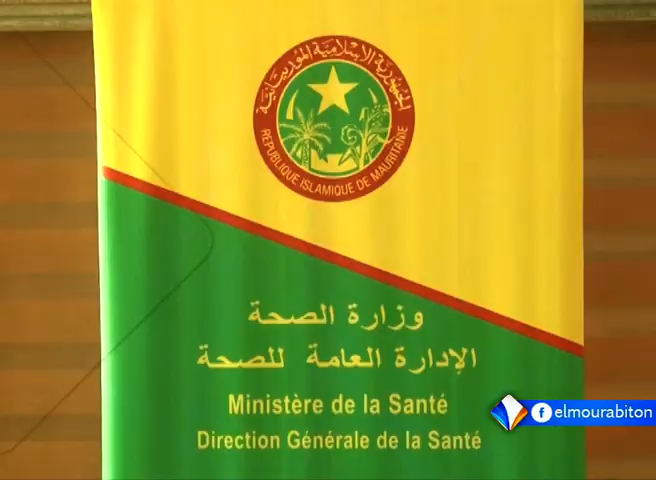 الجمهورية الإسلامية الموريتانية
REPUBLIQUE ISLAMIQUE DE MAURITANIE
وزارة الصحة
الإدارة العامة للصحة
Ministère de la Santé
Direction Générale de la Santé
elmourabiton